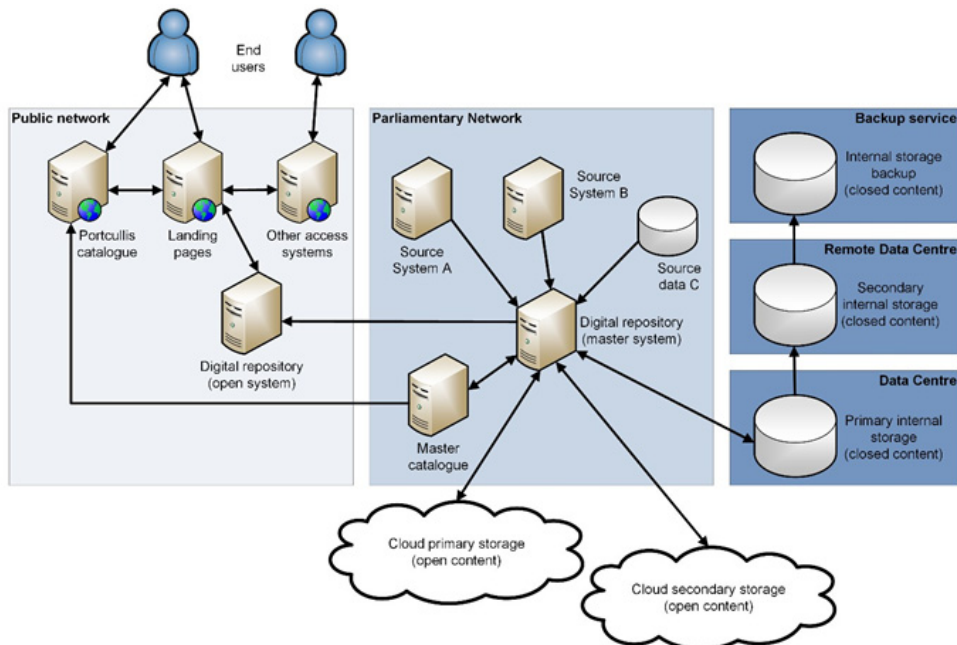 End
users
Public network
Portcullis
catalogue
Landing
pages
Other access
systems
Digital repository
(open system)
Parliamentary Network
Source
System A
Source
System B
Source
data C
Digital repository
(master system)
Master
catalogue
Backup service
Internal storage
backup
(closed content)
Remote Data Centre
Secondary
internal storage
(closed content)
Data Centre
Primary internal
storage
(closed content)
Cloud primary storage
(open content)
Cloud secondary storage
(open content)